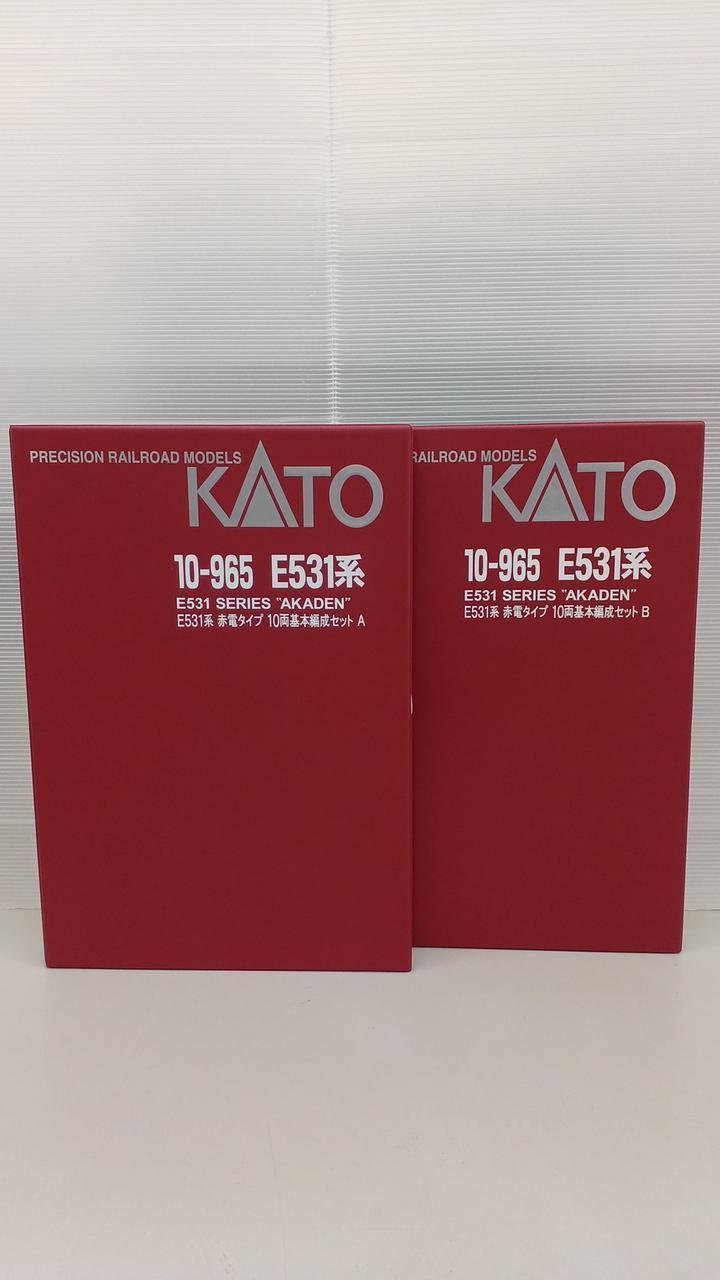 PRECISION RAILROAD MODELS
KATO
10-965 E531系
E531 SERIES "AKADEN"
E531系 赤電タイプ 10両基本編成セット A
RAILROAD MODELS
KATO
10-965 E531系
E531 SERIES "AKADEN"
E531系 赤電タイプ 10両基本編成セット B